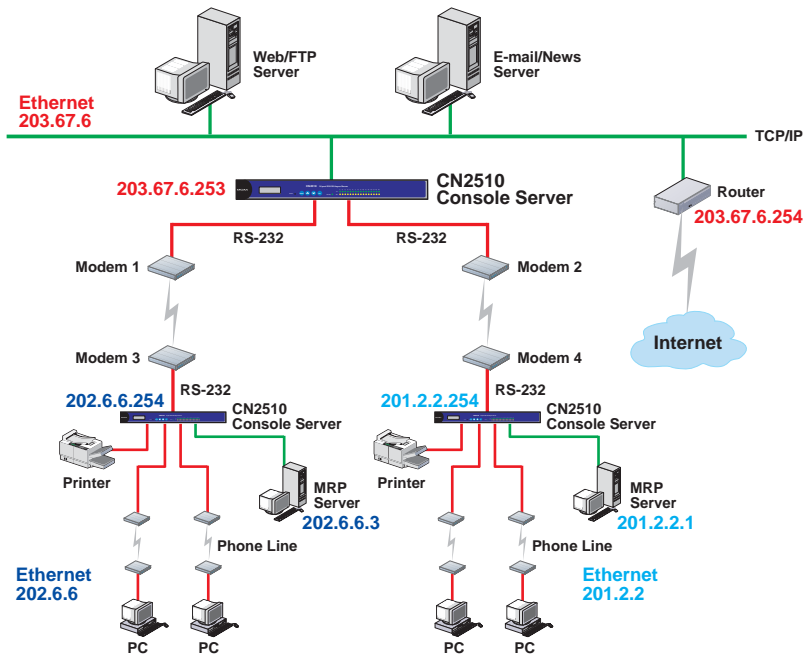 Web/FTP
Server
E-mail/News
Server
Ethernet
203.67.6
TCP/IP
203.67.6.253
CN2510
Console Server
Router
203.67.6.254
RS-232
RS-232
Modem 1
Modem 2
Internet
Modem 3
Modem 4
RS-232
RS-232
202.6.6.254
201.2.2.254
CN2510
Console Server
CN2510
Console Server
Printer
Printer
MRP
Server
202.6.6.3
MRP
Server
201.2.2.1
Phone Line
Phone Line
Ethernet
202.6.6
Ethernet
201.2.2
PC
PC
PC
PC